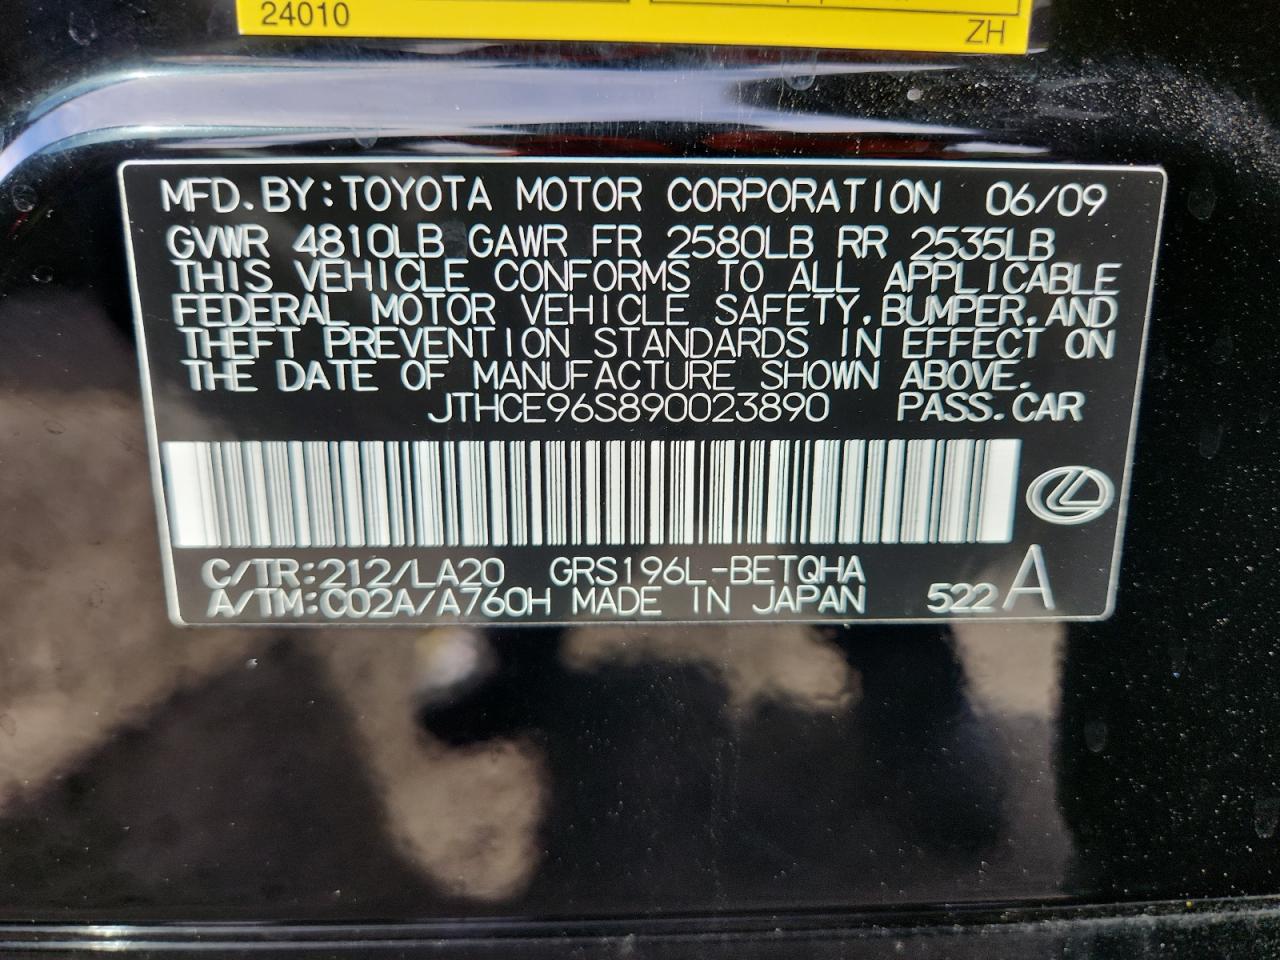 24010 ZH
MFD.BY:TOYOTA MOTOR CORPORATION 06/09
GVWR 4810LB GAWR FR 2580LB RR 2535LB
THIS VEHICLE CONFORMS TO ALL APPLICABLE
FEDERAL MOTOR VEHICLE SAFETY,BUMPER,AND
THEFT PREVENTION STANDARDS IN EFFECT ON
THE DATE OF MANUFACTURE SHOWN ABOVE.
JTHCE96S890023890 PASS.CAR
C/TR:212/LA20 GRS196L-BETQHA
A/TM:C02A/A760H MADE IN JAPAN 522 A